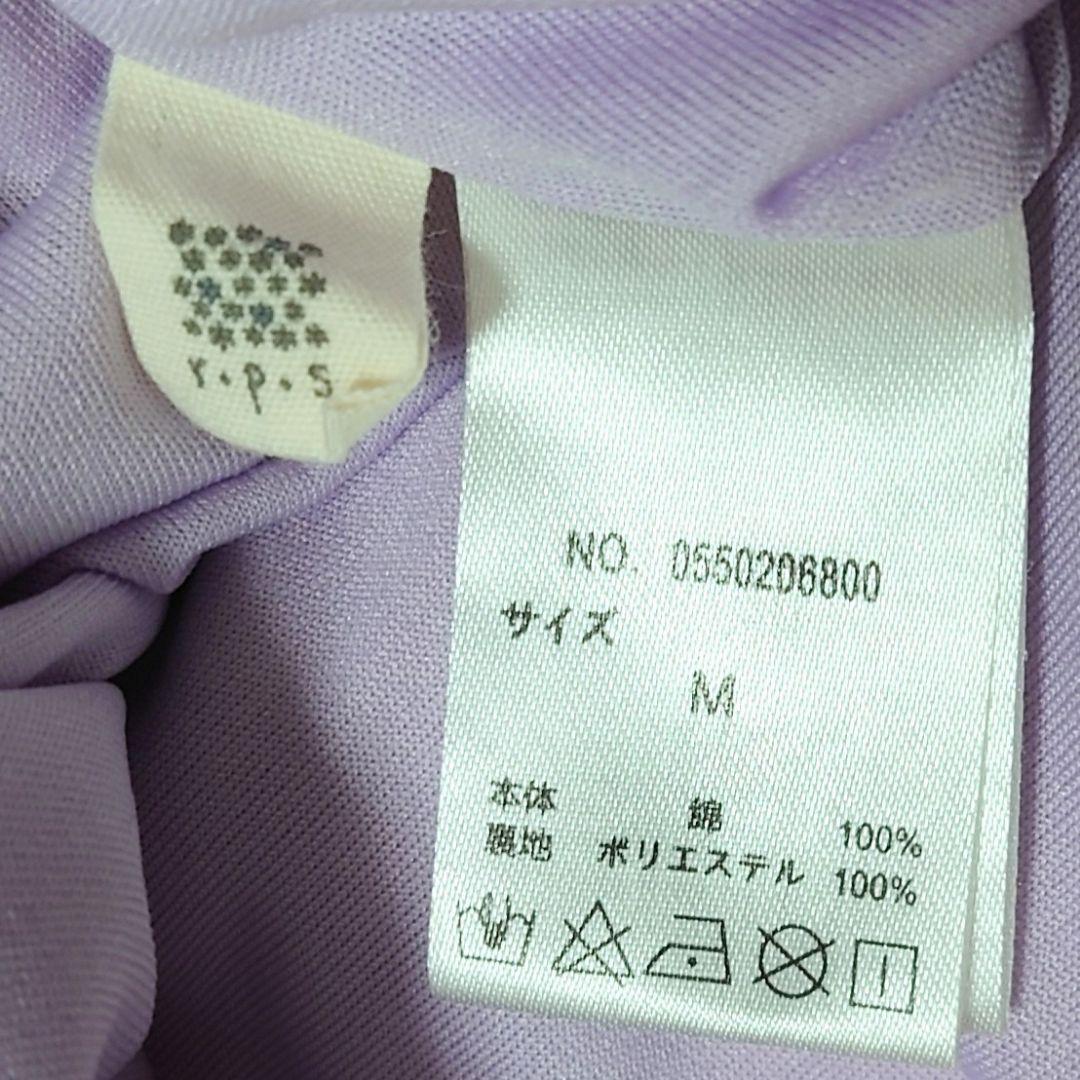 r.p.s
NO. 0550206800
サイズ
M
本体 綿 100%
裏地 ポリエステル 100%